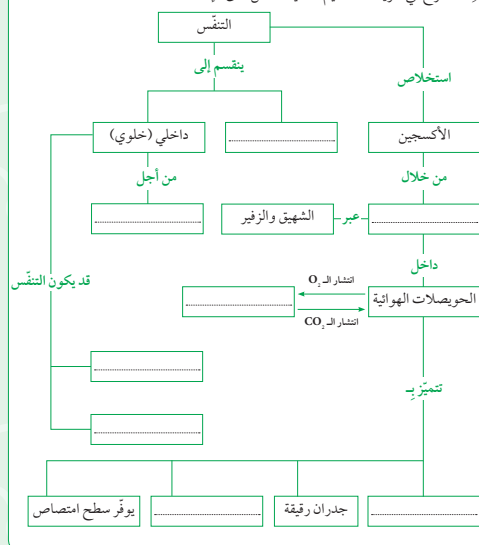 التنفّس
ينقسم إلى
استخلاص
داخلي (خلوي)
الأكسجين
من أجل
من خلال
الشهيق والزفير
عبر
داخل
قد يكون التنفّس
انتشار الـ O₂
الحويصلات الهوائية
انتشار الـ CO₂
تتميّز بِـ
جدران رقيقة
يوفّر سطح امتصاص